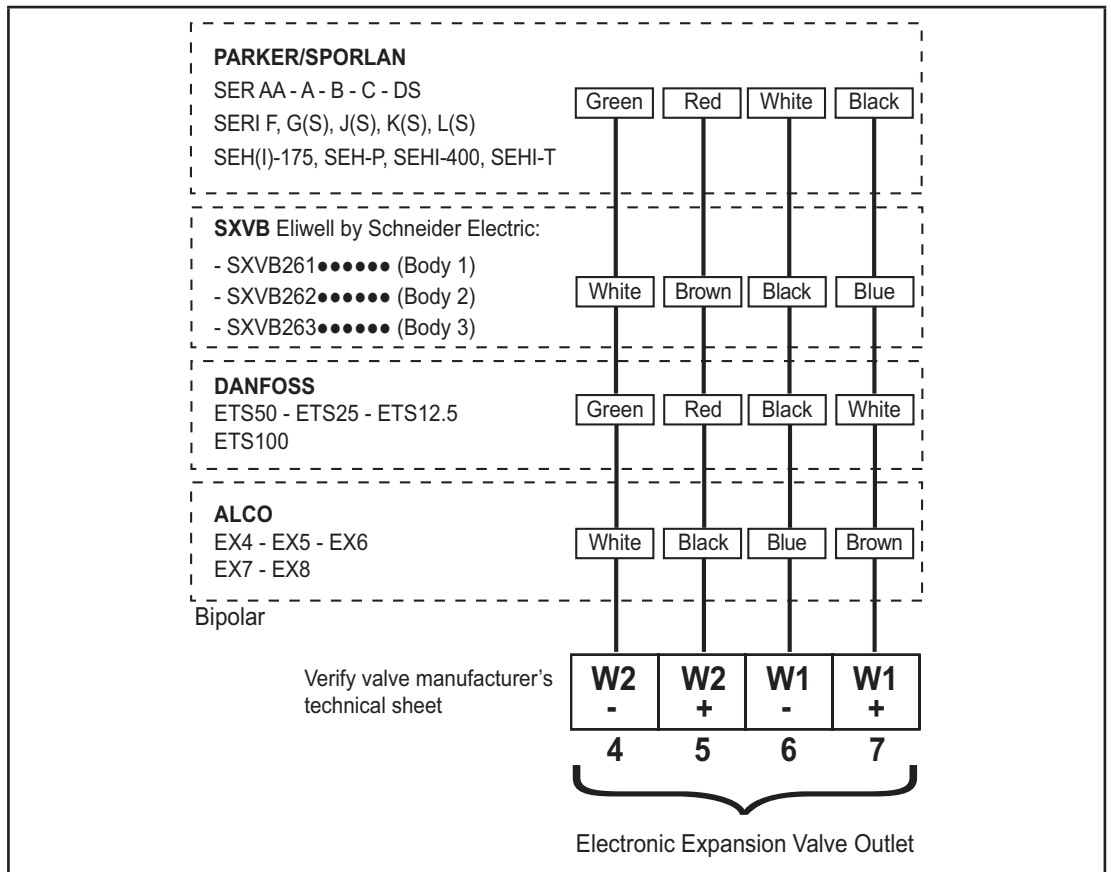 PARKER/SPORLAN
SER AA - A - B - C - DS
SERI F, G(S), J(S), K(S), L(S)
SEH(I)-175, SEH-P, SEHI-400, SEHI-T
Green Red White Black
SXVB Eliwell by Schneider Electric:
- SXVB261●●●●●● (Body 1)
- SXVB262●●●●●● (Body 2)
- SXVB263●●●●●● (Body 3)
White Brown Black Blue
DANFOSS
ETS50 - ETS25 - ETS12.5
ETS100
Green Red Black White
ALCO
EX4 - EX5 - EX6
EX7 - EX8
White Black Blue Brown
Bipolar
Verify valve manufacturer’s
technical sheet
W2 W2 W1 W1
- + - +
4 5 6 7
Electronic Expansion Valve Outlet